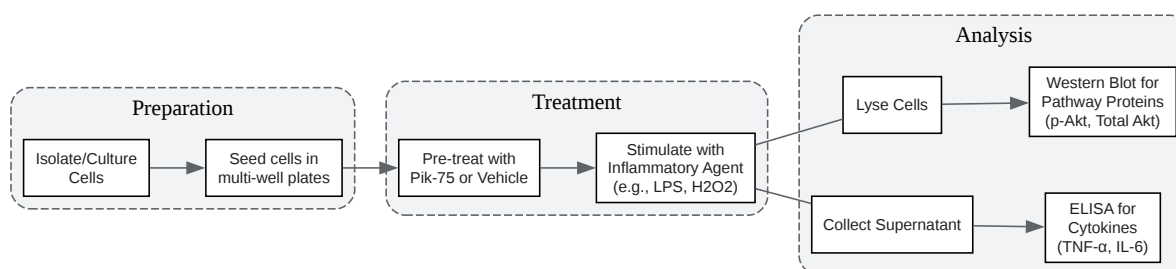 Preparation
Isolate/Culture
Cells
Seed cells in
multi-well plates
Treatment
Pre-treat with
Pik-75 or Vehicle
Stimulate with
Inflammatory Agent
(e.g., LPS, H2O2)
Analysis
Lyse Cells
Western Blot for
Pathway Proteins
(p-Akt, Total Akt)
Collect Supernatant
ELISA for
Cytokines
(TNF-α, IL-6)